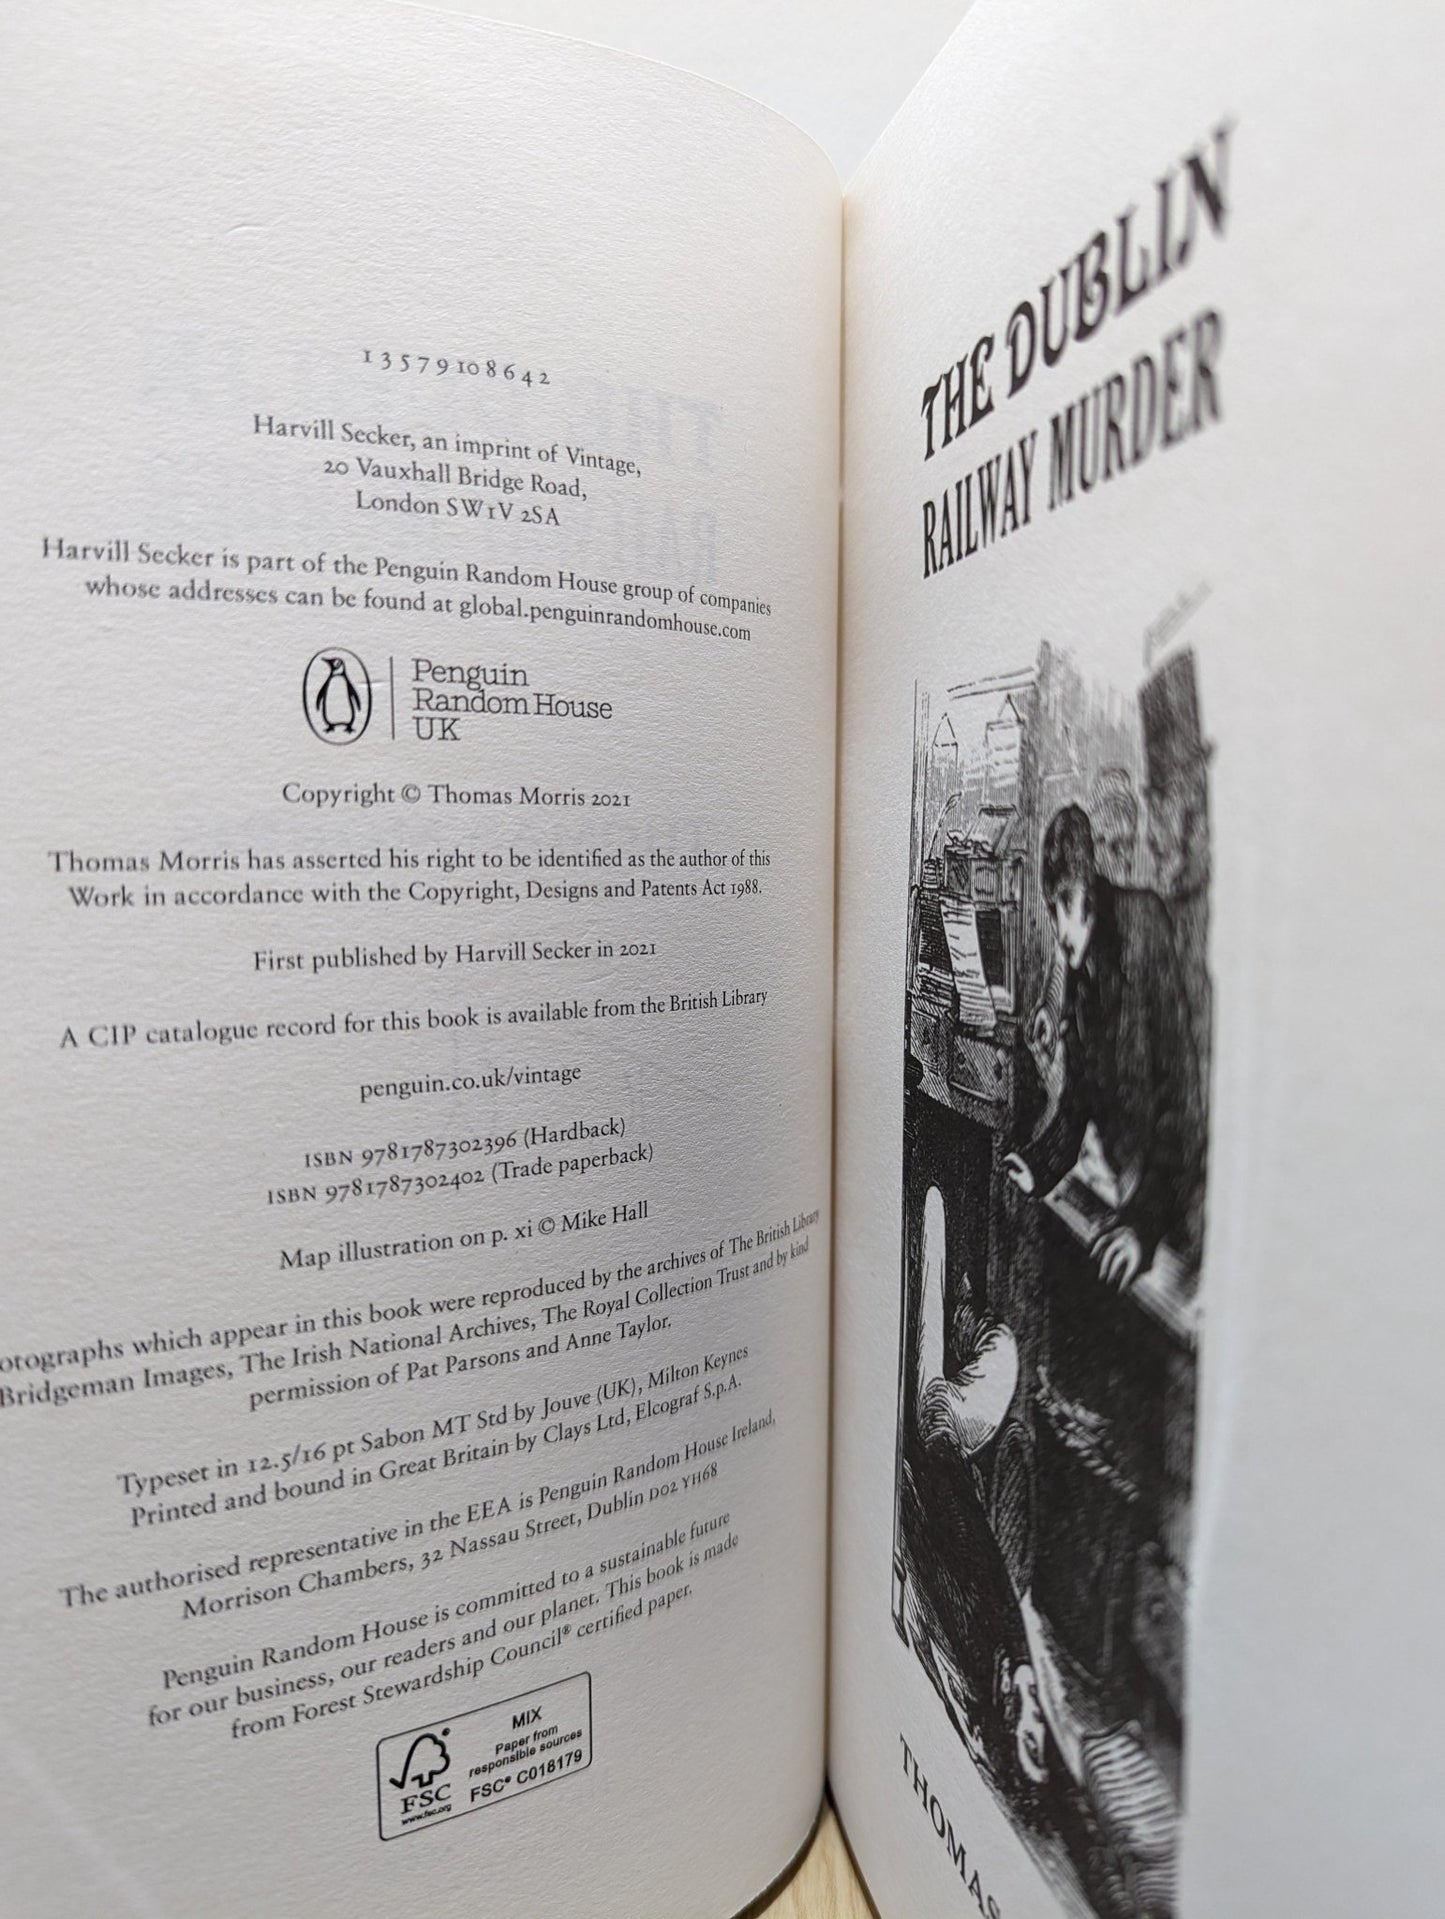 1 3 5 7 9 10 8 6 4 2
Harvill Secker, an imprint of Vintage,
20 Vauxhall Bridge Road,
London SW1V 2SA
Harvill Secker is part of the Penguin Random House group of companies
whose addresses can be found at global.penguinrandomhouse.com
Penguin
Random House
UK
Copyright © Thomas Morris 2021
Thomas Morris has asserted his right to be identified as the author of this
Work in accordance with the Copyright, Designs and Patents Act 1988.
First published by Harvill Secker in 2021
A CIP catalogue record for this book is available from the British Library
penguin.co.uk/vintage
ISBN 9781787302396 (Hardback)
ISBN 9781787302402 (Trade paperback)
Map illustration on p. xi © Mike Hall
otographs which appear in this book were reproduced by the archives of The British Library
Bridgeman Images, The Irish National Archives, The Royal Collection Trust and by kind
permission of Pat Parsons and Anne Taylor.
Typeset in 12.5/16 pt Sabon MT Std by Jouve (UK), Milton Keynes
Printed and bound in Great Britain by Clays Ltd, Elcograf S.p.A.
The authorised representative in the EEA is Penguin Random House Ireland,
Morrison Chambers, 32 Nassau Street, Dublin D02 YH68
Penguin Random House is committed to a sustainable future
for our business, our readers and our planet. This book is made
from Forest Stewardship Council® certified paper.
FSC
www.fsc.org
MIX
Paper from
responsible sources
FSC® C018179
THE DUBLIN
RAILWAY MURDER
THOMAS